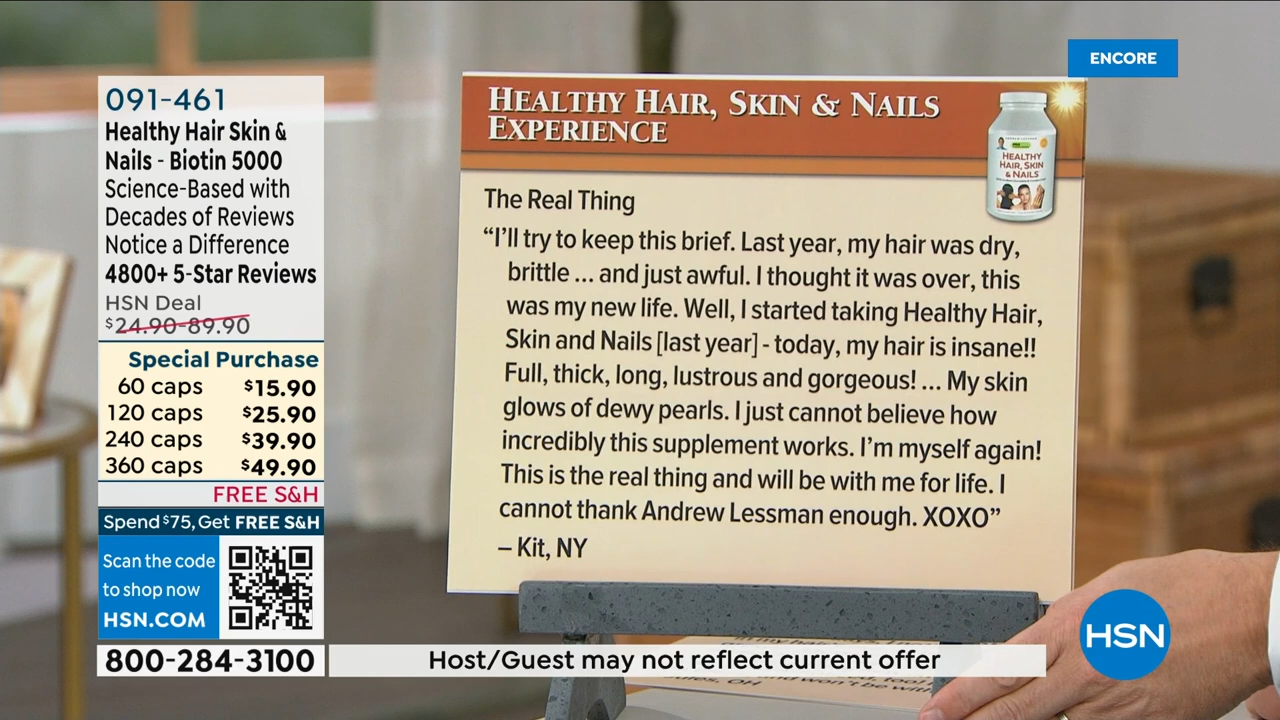 ENCORE
091-461
Healthy Hair Skin &
Nails - Biotin 5000
Science-Based with
Decades of Reviews
Notice a Difference
4800+ 5-Star Reviews
HSN Deal
$24.90-89.90
Special Purchase
60 caps $15.90
120 caps $25.90
240 caps $39.90
360 caps $49.90
FREE S&H
Spend $75, Get FREE S&H
Scan the code
to shop now
HSN.COM
800-284-3100
Host/Guest may not reflect current offer
HSN
HEALTHY HAIR, SKIN & NAILS
EXPERIENCE
HEALTHY
HAIR, SKIN
& NAILS
The Real Thing
“I’ll try to keep this brief. Last year, my hair was dry,
brittle ... and just awful. I thought it was over, this
was my new life. Well, I started taking Healthy Hair,
Skin and Nails [last year] - today, my hair is insane!!
Full, thick, long, lustrous and gorgeous! ... My skin
glows of dewy pearls. I just cannot believe how
incredibly this supplement works. I’m myself again!
This is the real thing and will be with me for life. I
cannot thank Andrew Lessman enough. XOXO”
– Kit, NY